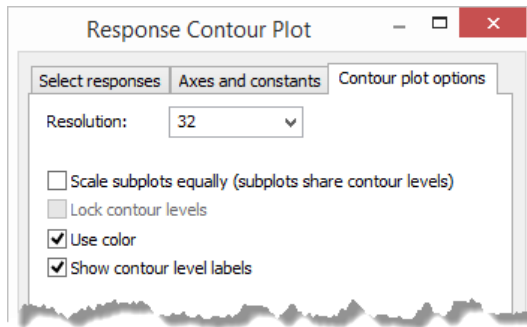 Response Contour Plot
Select responses Axes and constants Contour plot options
Resolution: 32
Scale subplots equally (subplots share contour levels)
Lock contour levels
Use color
Show contour level labels